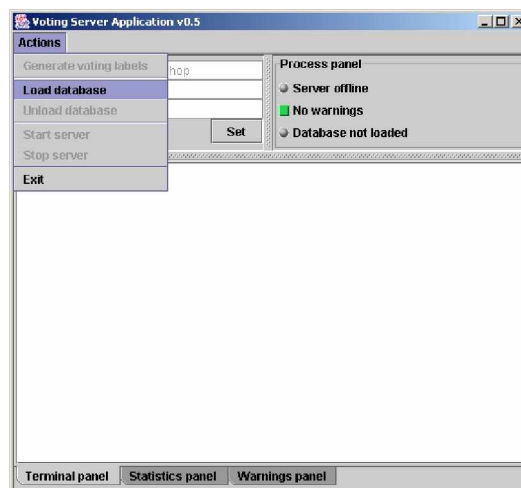 Voting Server Application v0.5
Actions
Generate voting labels
Load database
Unload database
Start server
Stop server
Exit
hop
Set
Process panel
Server offline
No warnings
Database not loaded
Terminal panel Statistics panel Warnings panel